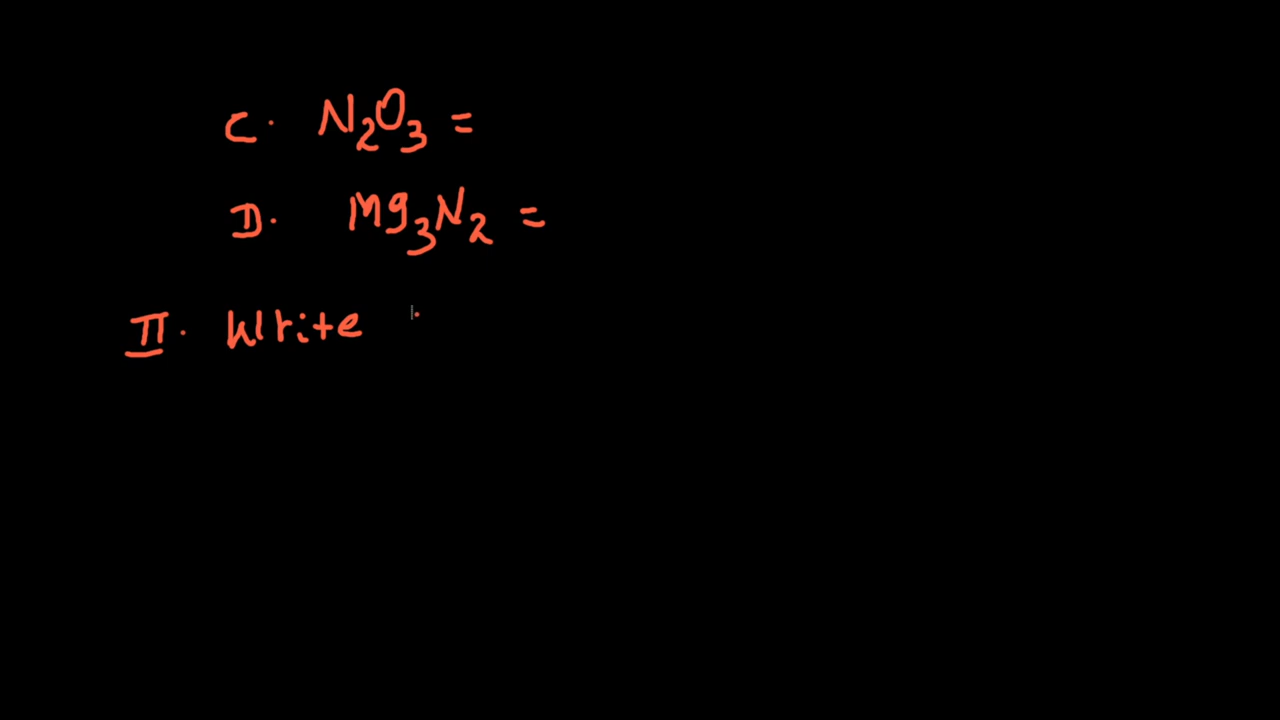 C. N₂O₃ =
D. Mg₃N₂ =
II. Write